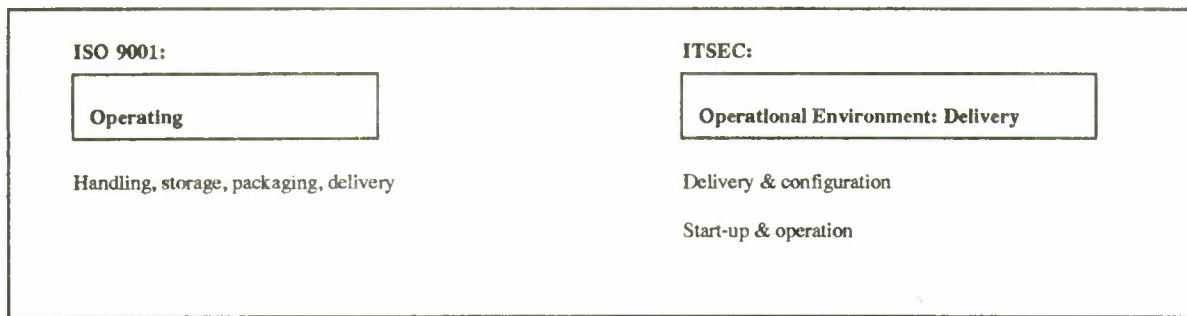 ISO 9001:
Operating
Handling, storage, packaging, delivery
ITSEC:
Operational Environment: Delivery
Delivery & configuration
Start-up & operation